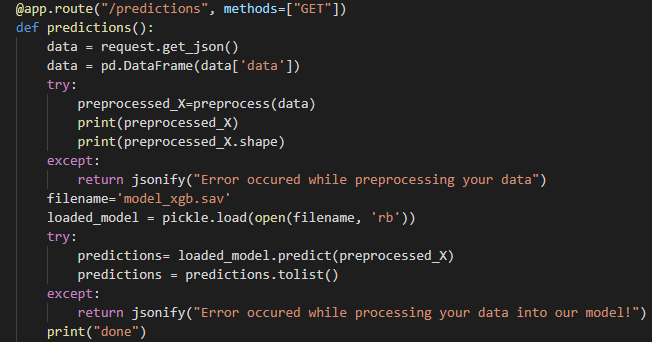 @app.route("/predictions", methods=["GET"])
def predictions():
    data = request.get_json()
    data = pd.DataFrame(data['data'])
    try:
        preprocessed_X=preprocess(data)
        print(preprocessed_X)
        print(preprocessed_X.shape)
    except:
        return jsonify("Error occured while preprocessing your data")
    filename='model_xgb.sav'
    loaded_model = pickle.load(open(filename, 'rb'))
    try:
        predictions= loaded_model.predict(preprocessed_X)
        predictions = predictions.tolist()
    except:
        return jsonify("Error occured while processing your data into our model!")
    print("done")